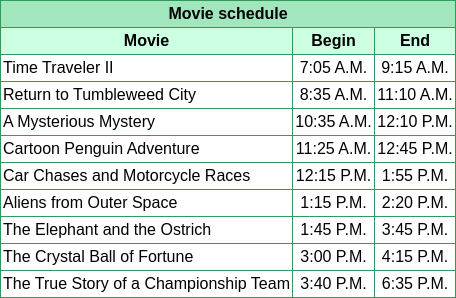 Movie schedule
Movie Begin End
Time Traveler II 7:05 A.M. 9:15 A.M.
Return to Tumbleweed City 8:35 A.M. 11:10 A.M.
A Mysterious Mystery 10:35 A.M. 12:10 P.M.
Cartoon Penguin Adventure 11:25 A.M. 12:45 P.M.
Car Chases and Motorcycle Races 12:15 P.M. 1:55 P.M.
Aliens from Outer Space 1:15 P.M. 2:20 P.M.
The Elephant and the Ostrich 1:45 P.M. 3:45 P.M.
The Crystal Ball of Fortune 3:00 P.M. 4:15 P.M.
The True Story of a Championship Team 3:40 P.M. 6:35 P.M.